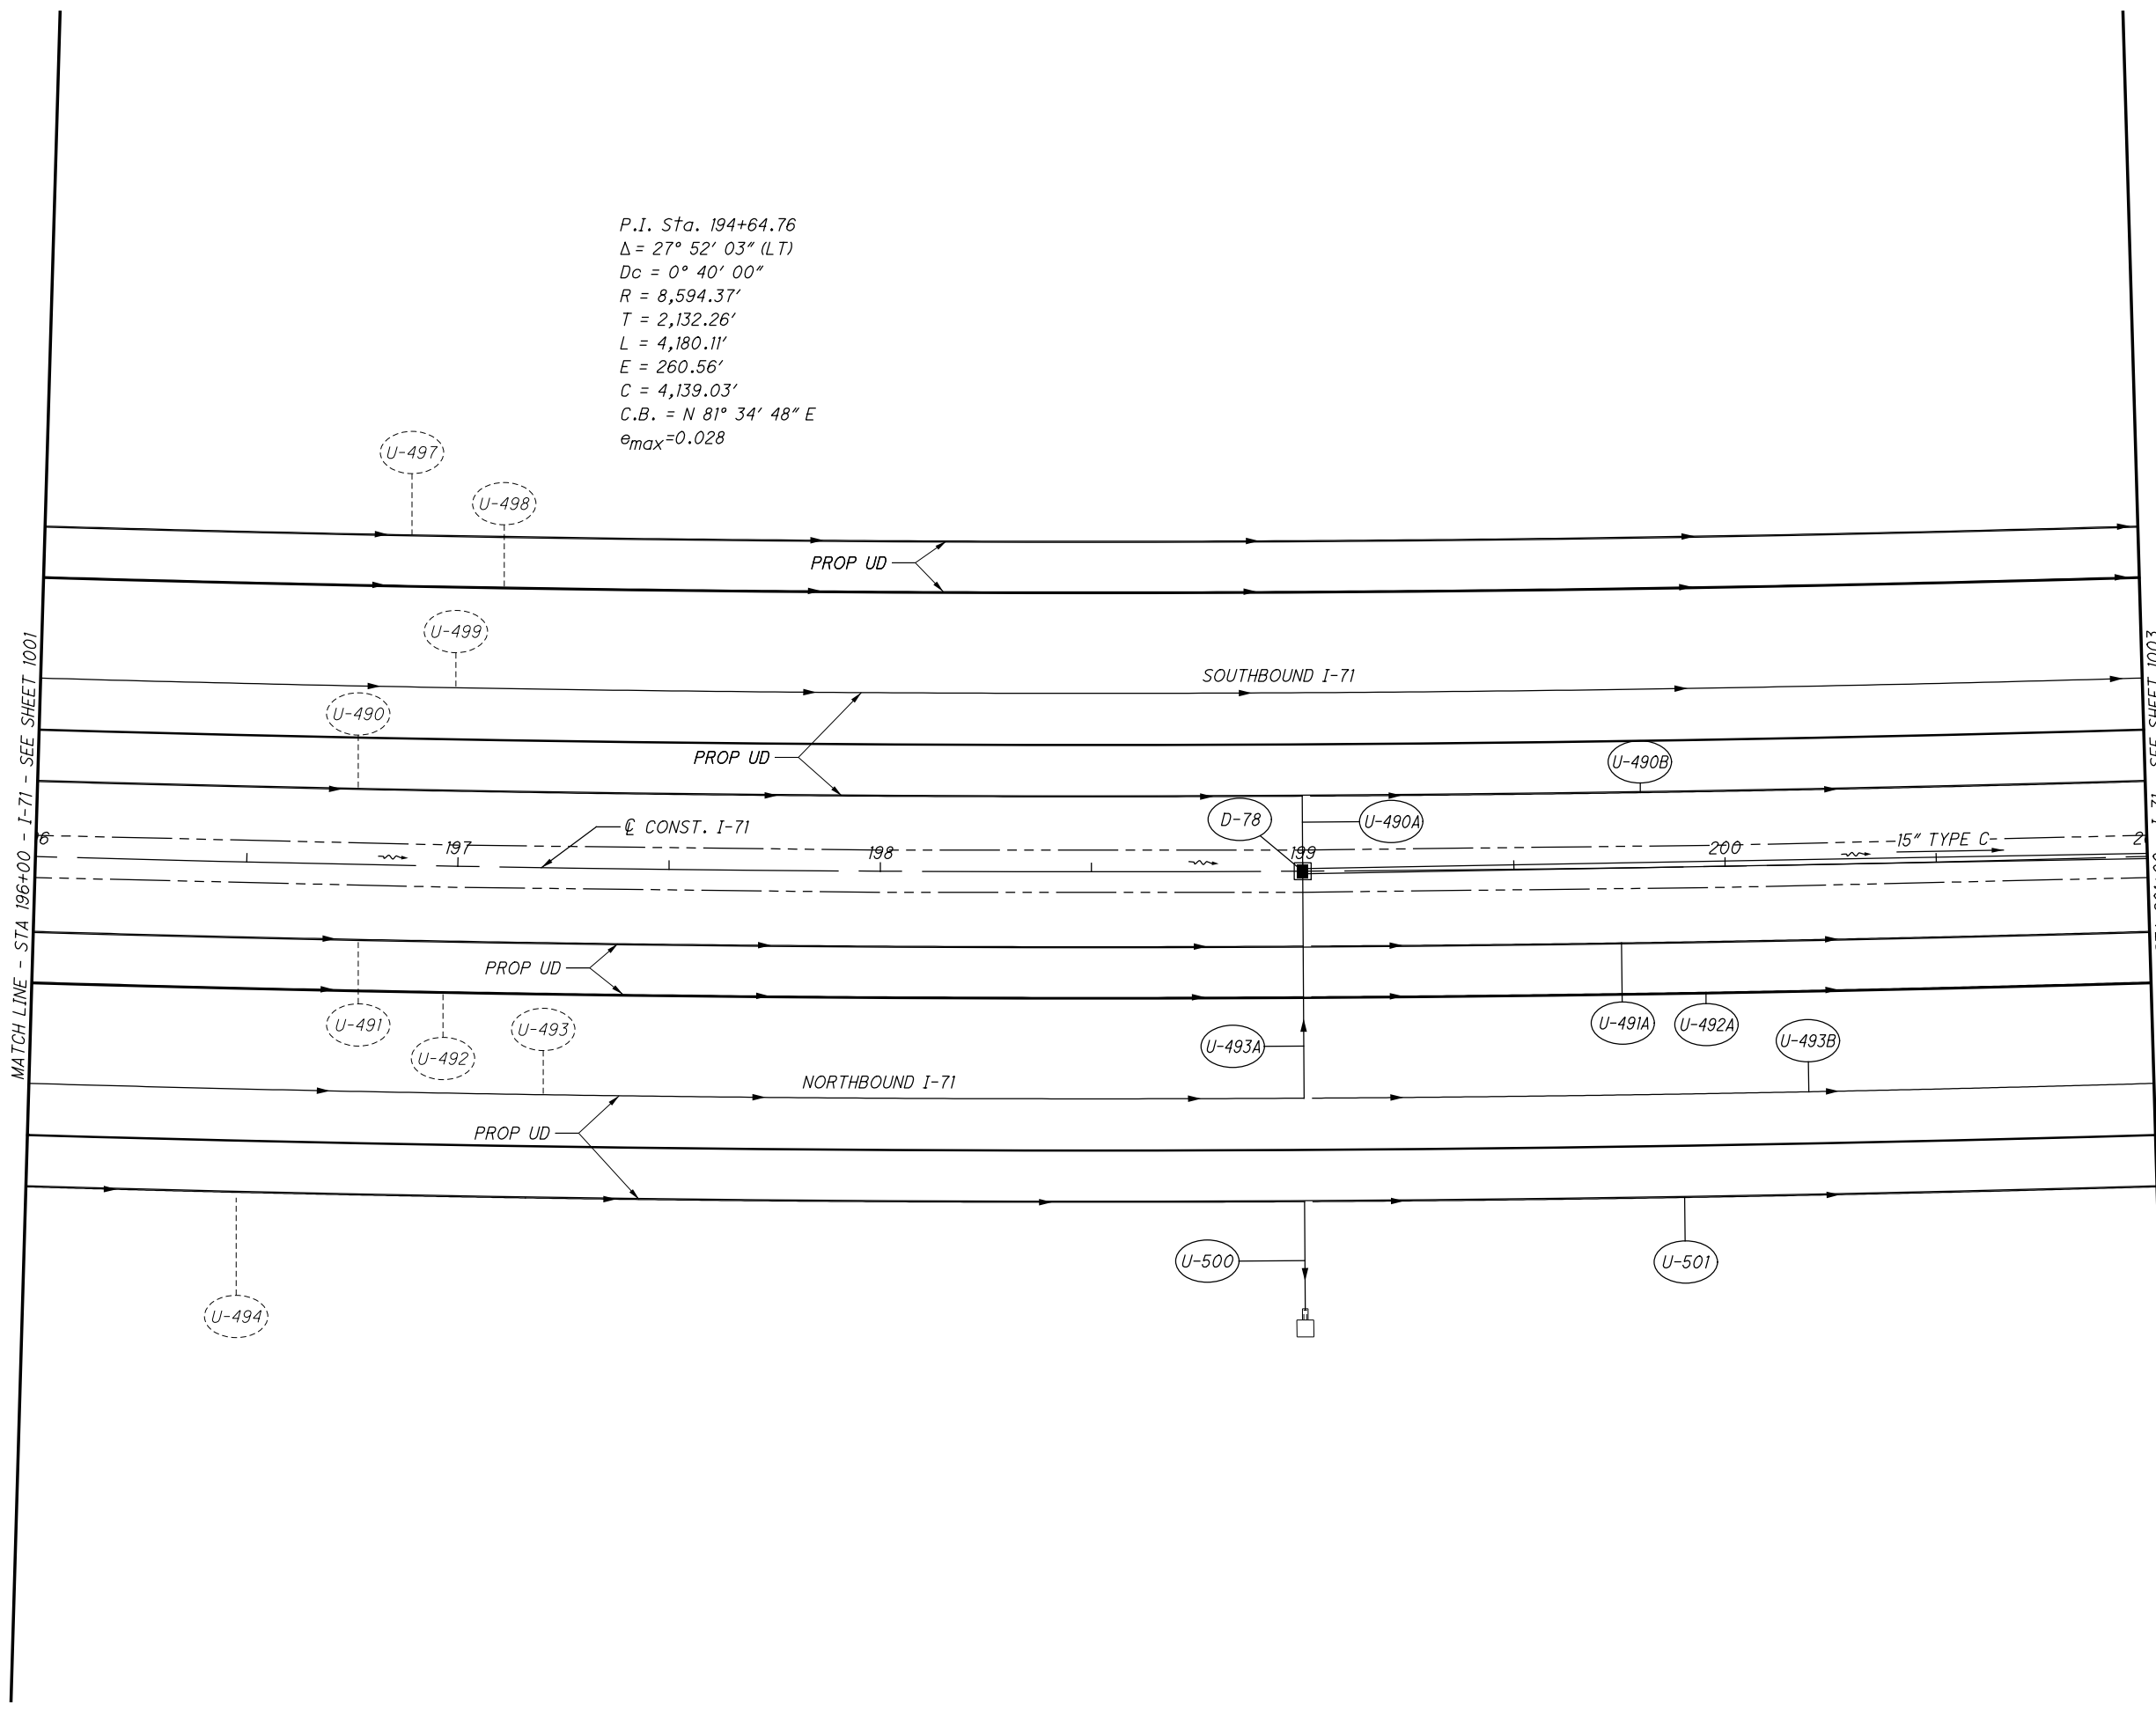 P.I. Sta. 194+64.76
Δ = 27° 52′ 03″ (LT)
Dc = 0° 40′ 00″
R = 8,594.37′
T = 2,132.26′
L = 4,180.11′
E = 260.56′
C = 4,139.03′
C.B. = N 81° 34′ 48″ E
emax=0.028
U-497
U-498
PROP UD
U-499
SOUTHBOUND I-71
U-490
PROP UD
U-490B
D-78
U-490A
℄ CONST. I-71
197
198
199
200
15″ TYPE C
PROP UD
U-491
U-492
U-493
U-493A
U-491A
U-492A
U-493B
NORTHBOUND I-71
PROP UD
U-500
U-501
U-494
MATCH LINE - STA 196+00 - I-71 - SEE SHEET 1001
SEE SHEET 1003